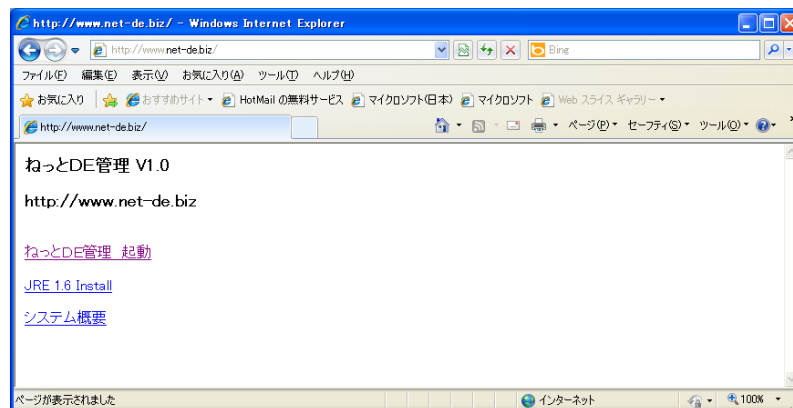 http://www.net-de.biz/ - Windows Internet Explorer
http://www.net-de.biz/ Bing
ファイル(F) 編集(E) 表示(V) お気に入り(A) ツール(T) ヘルプ(H)
お気に入り おすすめサイト HotMail の無料サービス マイクロソフト(日本) マイクロソフト Web スライス ギャラリー
http://www.net-de.biz/ ページ(P) セーフティ(S) ツール(O)
ねっとDE管理 V1.0
http://www.net-de.biz
ねっとDE管理 起動
JRE 1.6 Install
システム概要
ページが表示されました インターネット 100%